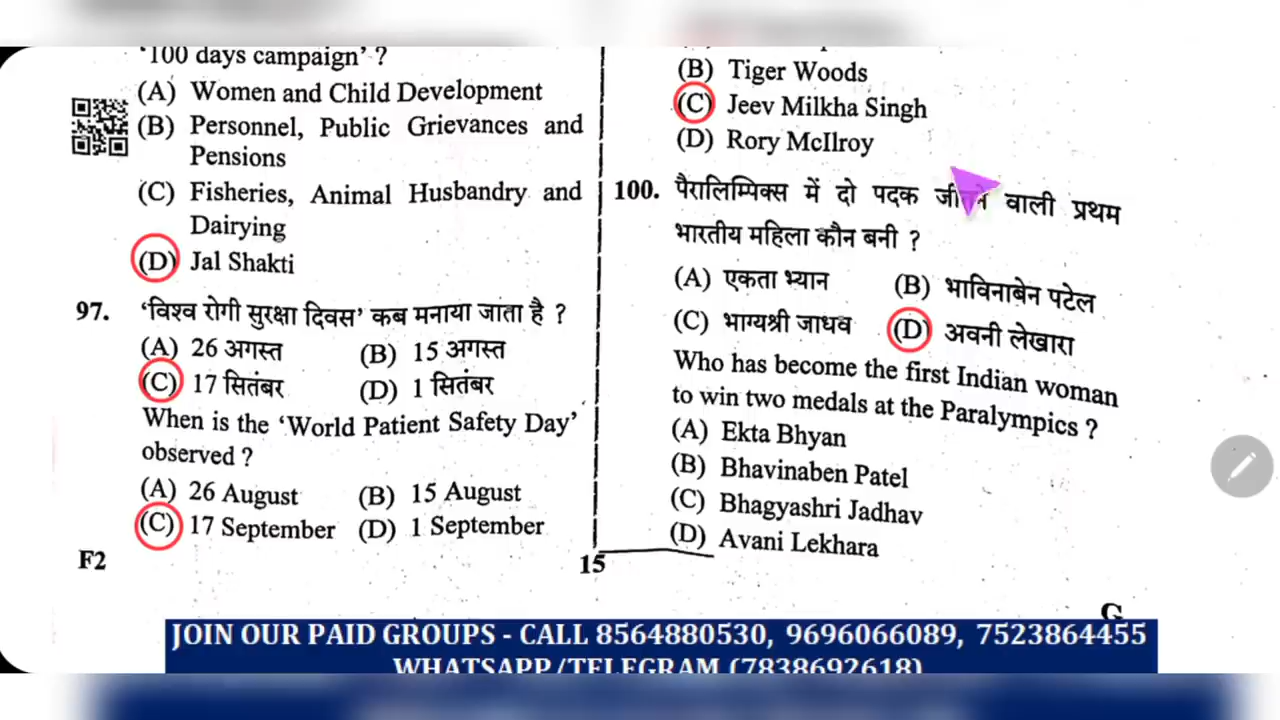 '100 days campaign' ?
(A) Women and Child Development
(B) Personnel, Public Grievances and
Pensions
(C) Fisheries, Animal Husbandry and
Dairying
(D) Jal Shakti
97. 'विश्व रोगी सुरक्षा दिवस' कब मनाया जाता है ?
(A) 26 अगस्त (B) 15 अगस्त
(C) 17 सितंबर (D) 1 सितंबर
When is the 'World Patient Safety Day'
observed ?
(A) 26 August (B) 15 August
(C) 17 September (D) 1 September
F2
15
(B) Tiger Woods
(C) Jeev Milkha Singh
(D) Rory McIlroy
100. पैरालिम्पिक्स में दो पदक वाली प्रथम
भारतीय महिला कौन बनी ?
(A) एकता भ्यान (B) भाविनाबेन पटेल
(C) भाग्यश्री जाधव (D) अवनी लेखारा
Who has become the first Indian woman
to win two medals at the Paralympics ?
(A) Ekta Bhyan
(B) Bhavinaben Patel
(C) Bhagyashri Jadhav
(D) Avani Lekhara
JOIN OUR PAID GROUPS - CALL 8564880530, 9696066089, 7523864455
WHATSAPP/TELEGRAM (7838692618)